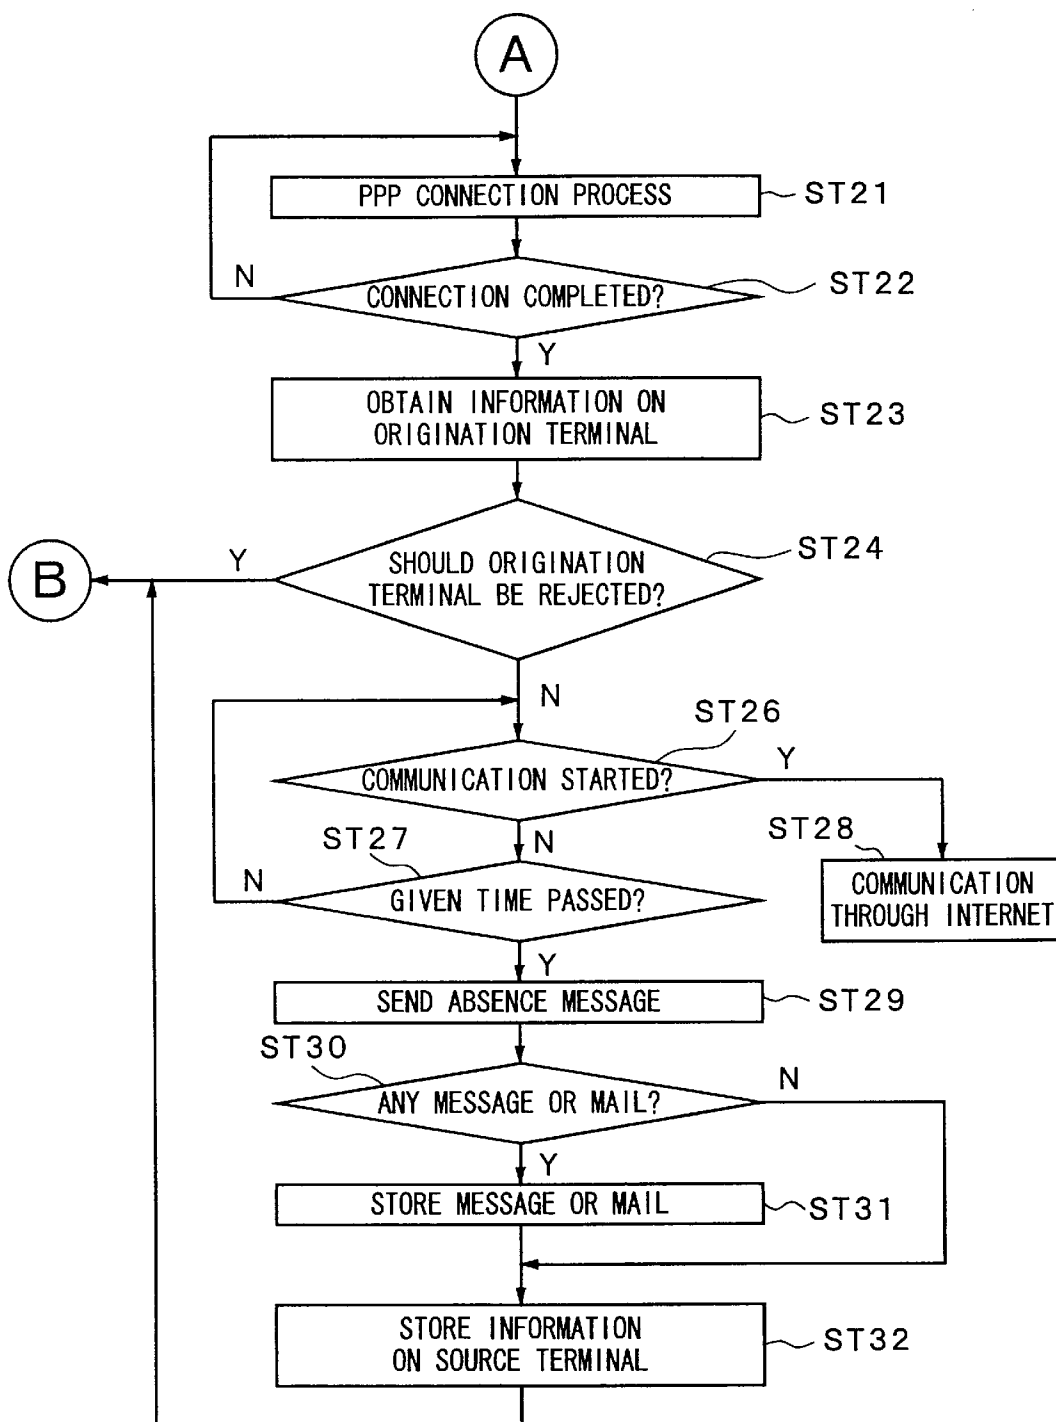 A
PPP CONNECTION PROCESS
ST21
N
CONNECTION COMPLETED?
ST22
Y
OBTAIN INFORMATION ON
ORIGINATION TERMINAL
ST23
B
Y
SHOULD ORIGINATION
TERMINAL BE REJECTED?
ST24
N
ST26
COMMUNICATION STARTED?
Y
ST27
N
ST28
N
GIVEN TIME PASSED?
COMMUNICATION
THROUGH INTERNET
Y
SEND ABSENCE MESSAGE
ST29
ST30
ANY MESSAGE OR MAIL?
N
Y
STORE MESSAGE OR MAIL
ST31
STORE INFORMATION
ON SOURCE TERMINAL
ST32